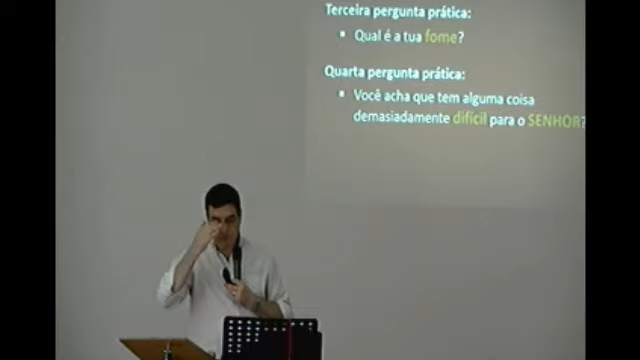 Terceira pergunta prática:
▪ Qual é a tua fome?
Quarta pergunta prática:
▪ Você acha que tem alguma coisa
demasiadamente difícil para o SENHOR?